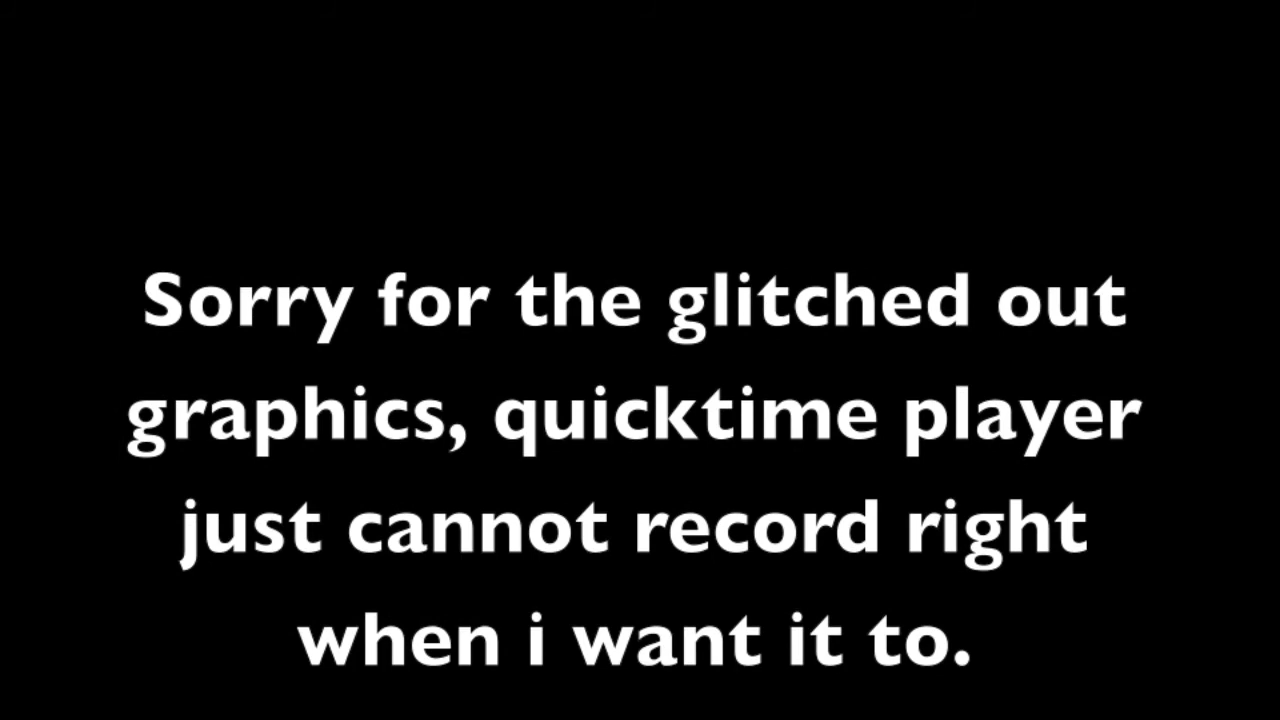 Sorry for the glitched out
graphics, quicktime player
just cannot record right
when i want it to.